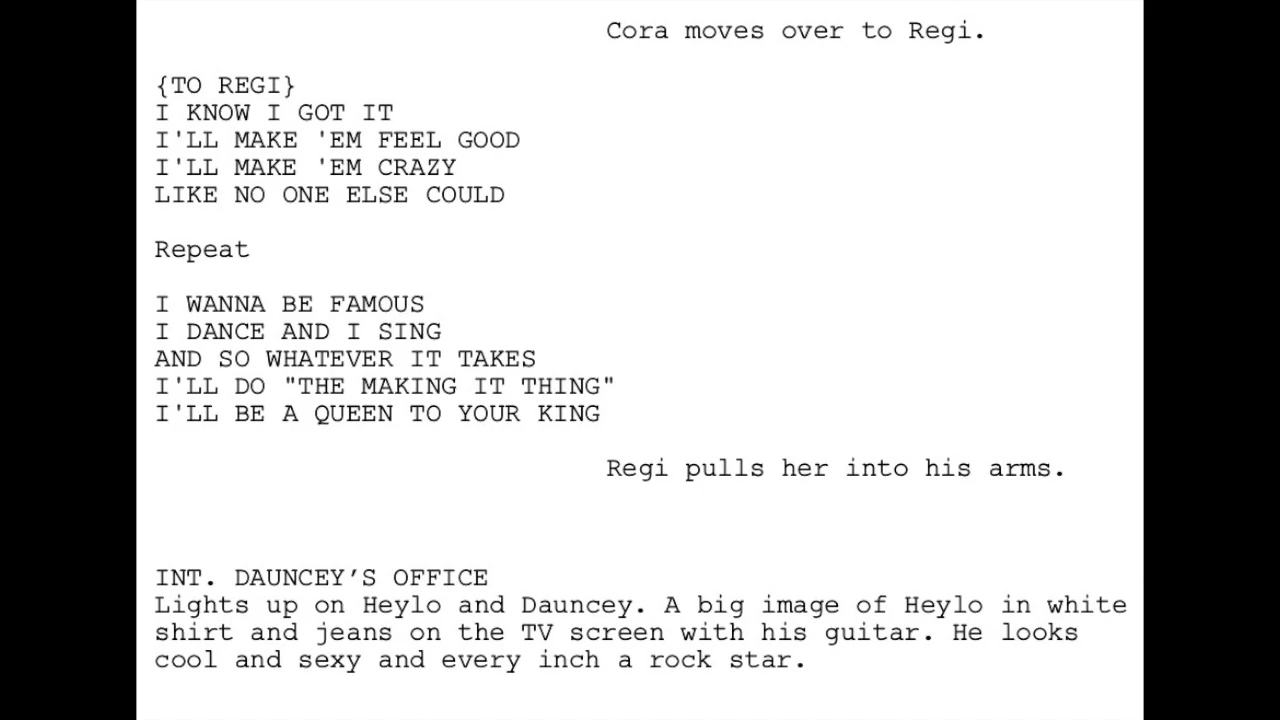 Cora moves over to Regi.
{TO REGI}
I KNOW I GOT IT
I'LL MAKE 'EM FEEL GOOD
I'LL MAKE 'EM CRAZY
LIKE NO ONE ELSE COULD
Repeat
I WANNA BE FAMOUS
I DANCE AND I SING
AND SO WHATEVER IT TAKES
I'LL DO "THE MAKING IT THING"
I'LL BE A QUEEN TO YOUR KING
Regi pulls her into his arms.
INT. DAUNCEY’S OFFICE
Lights up on Heylo and Dauncey. A big image of Heylo in white
shirt and jeans on the TV screen with his guitar. He looks
cool and sexy and every inch a rock star.